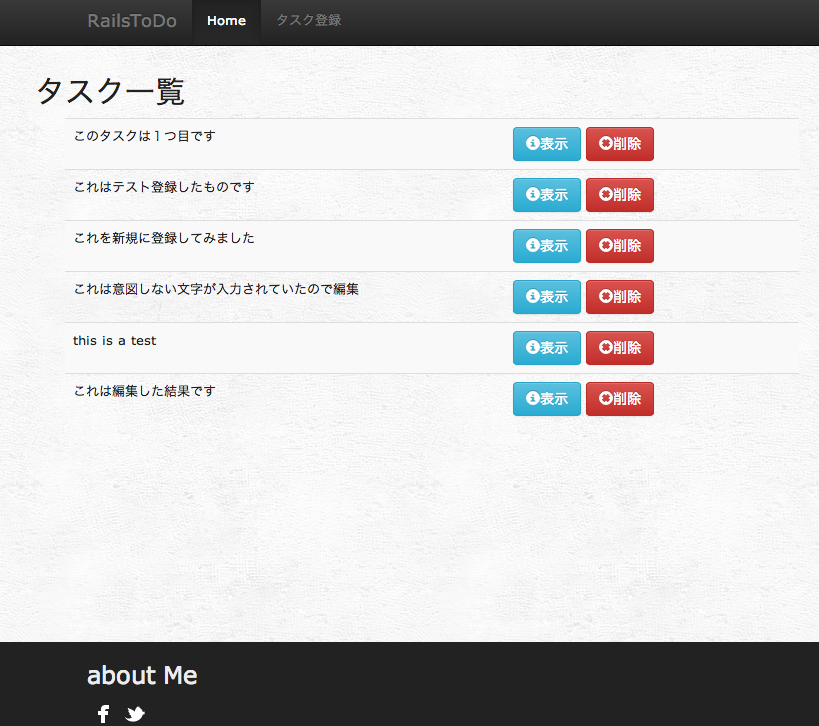 RailsToDo Home タスク登録
タスク一覧
このタスクは１つ目です 表示 削除
これはテスト登録したものです 表示 削除
これを新規に登録してみました 表示 削除
これは意図しない文字が入力されていたので編集 表示 削除
this is a test 表示 削除
これは編集した結果です 表示 削除
about Me